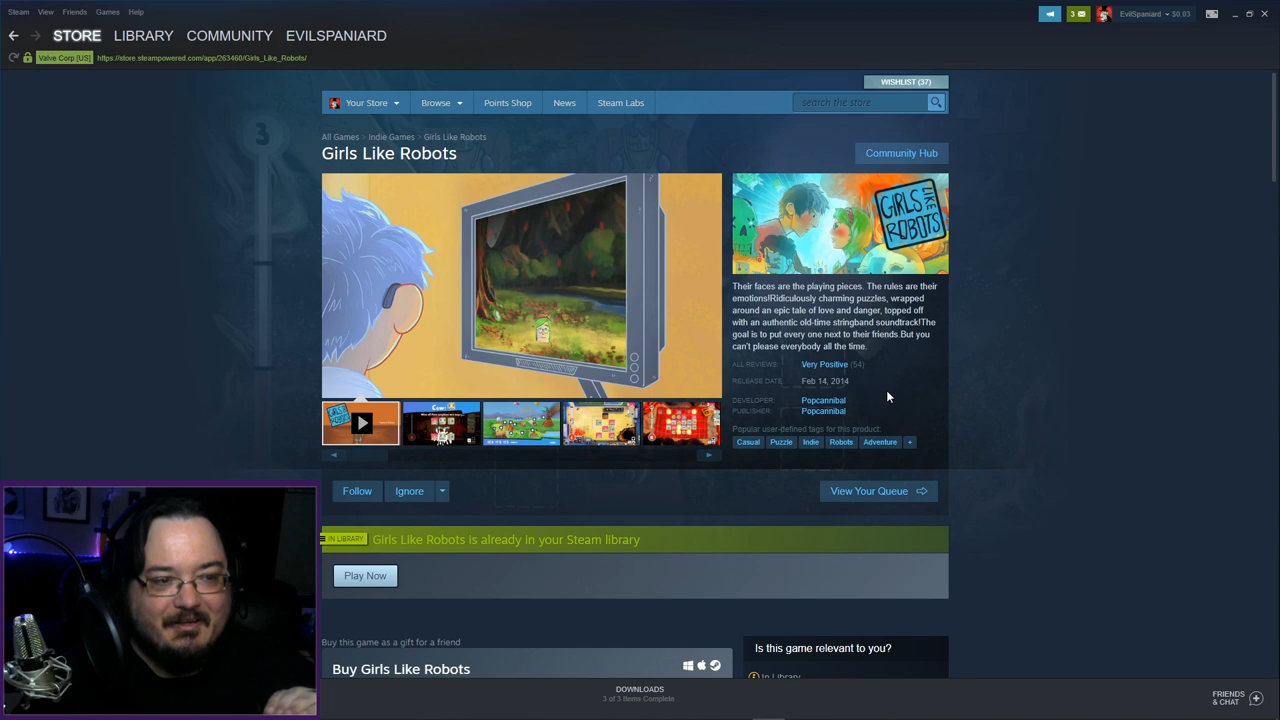 Steam View Friends Games Help
3
EvilSpaniard $0.03
STORE LIBRARY COMMUNITY EVILSPANIARD
Valve Corp [US] https://store.steampowered.com/app/263460/Girls_Like_Robots/
WISHLIST (37)
Your Store Browse Points Shop News Steam Labs search the store
All Games > Indie Games > Girls Like Robots
Girls Like Robots
Community Hub
GIRLS LIKE ROBOTS
Their faces are the playing pieces. The rules are their
emotions!Ridiculously charming puzzles, wrapped
around an epic tale of love and danger, topped off
with an authentic old-time stringband soundtrack!The
goal is to put every one next to their friends.But you
can't please everybody all the time.
ALL REVIEWS: Very Positive (54)
RELEASE DATE: Feb 14, 2014
DEVELOPER: Popcannibal
PUBLISHER: Popcannibal
Popular user-defined tags for this product:
Casual Puzzle Indie Robots Adventure +
Follow Ignore View Your Queue
IN LIBRARY Girls Like Robots is already in your Steam library
Play Now
Buy this game as a gift for a friend
Buy Girls Like Robots
Is this game relevant to you?
In Library
DOWNLOADS
3 of 3 Items Complete
FRIENDS
& CHAT